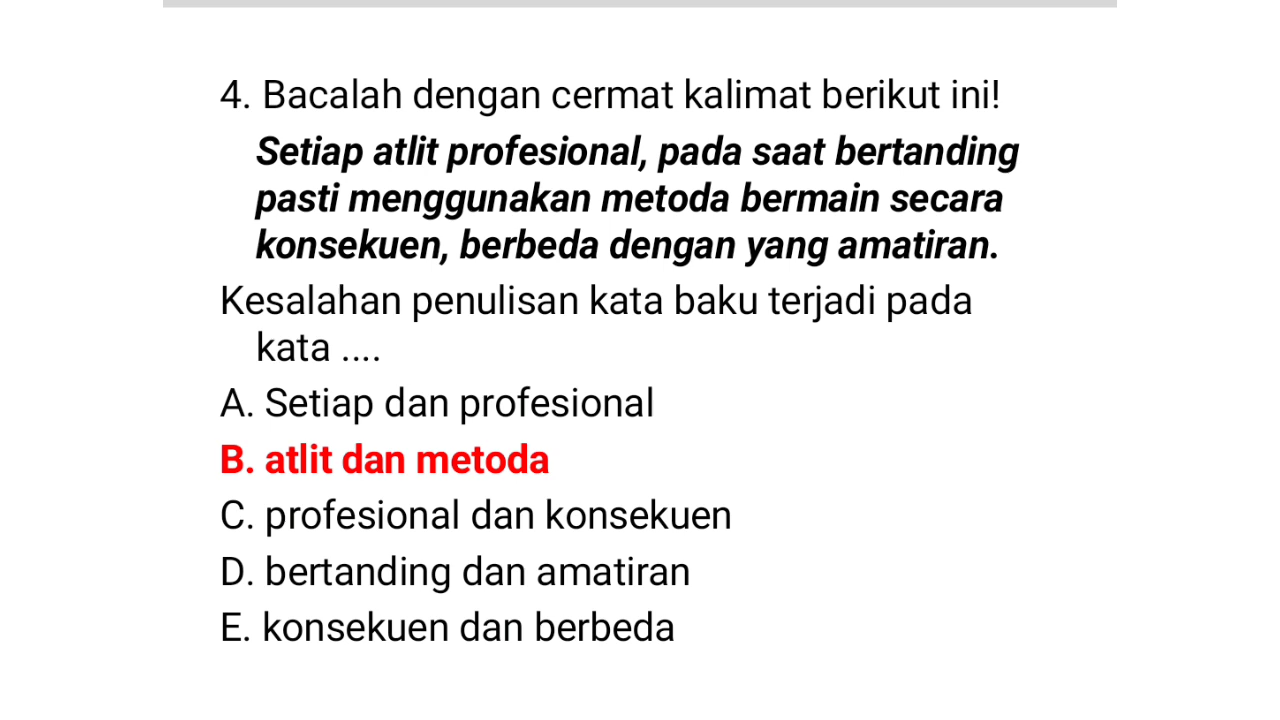 4. Bacalah dengan cermat kalimat berikut ini!
Setiap atlit profesional, pada saat bertanding
pasti menggunakan metoda bermain secara
konsekuen, berbeda dengan yang amatiran.
Kesalahan penulisan kata baku terjadi pada
kata ....
A. Setiap dan profesional
B. atlit dan metoda
C. profesional dan konsekuen
D. bertanding dan amatiran
E. konsekuen dan berbeda